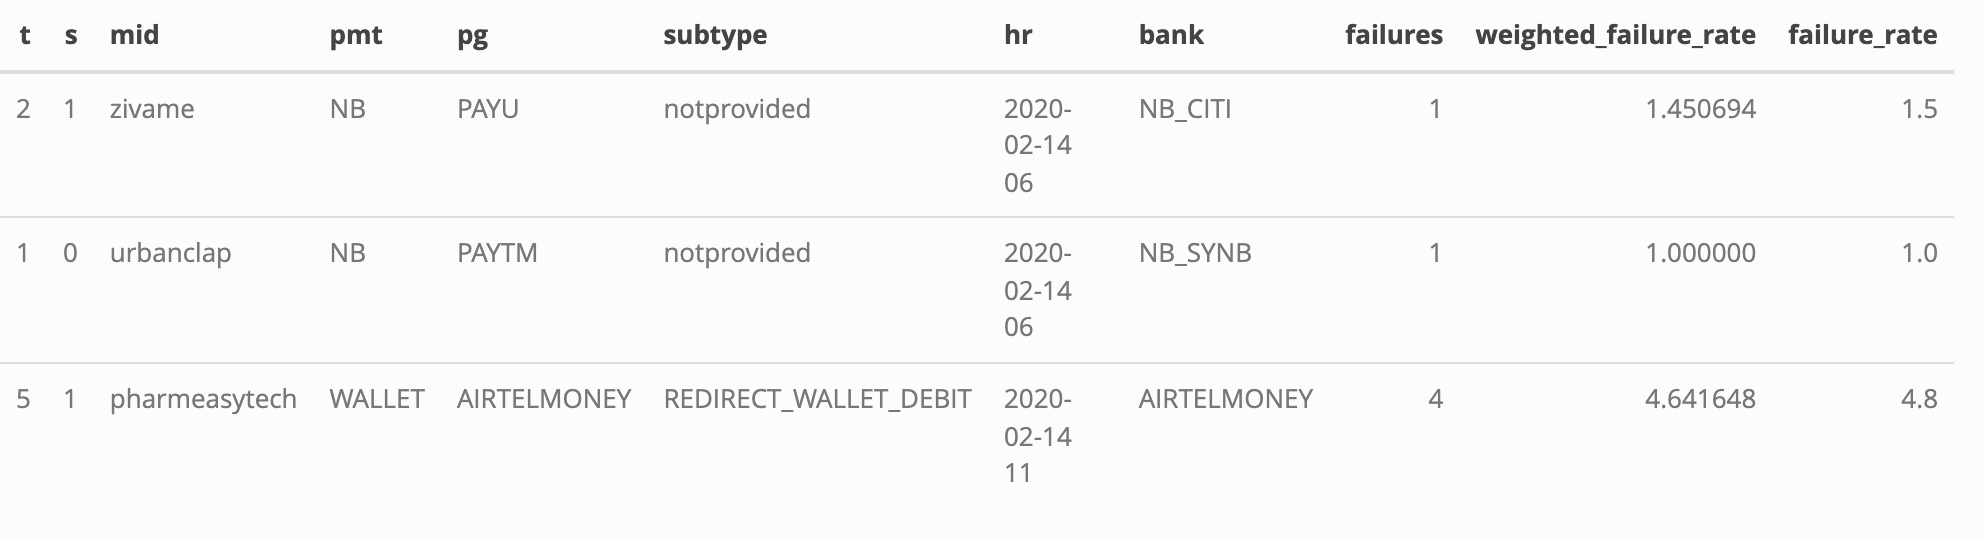 t s mid pmt pg subtype hr bank failures weighted_failure_rate failure_rate
2 1 zivame NB PAYU notprovided 2020- NB_CITI 1 1.450694 1.5
02-14
06
1 0 urbanclap NB PAYTM notprovided 2020- NB_SYNB 1 1.000000 1.0
02-14
06
5 1 pharmeasytech WALLET AIRTELMONEY REDIRECT_WALLET_DEBIT 2020- AIRTELMONEY 4 4.641648 4.8
02-14
11